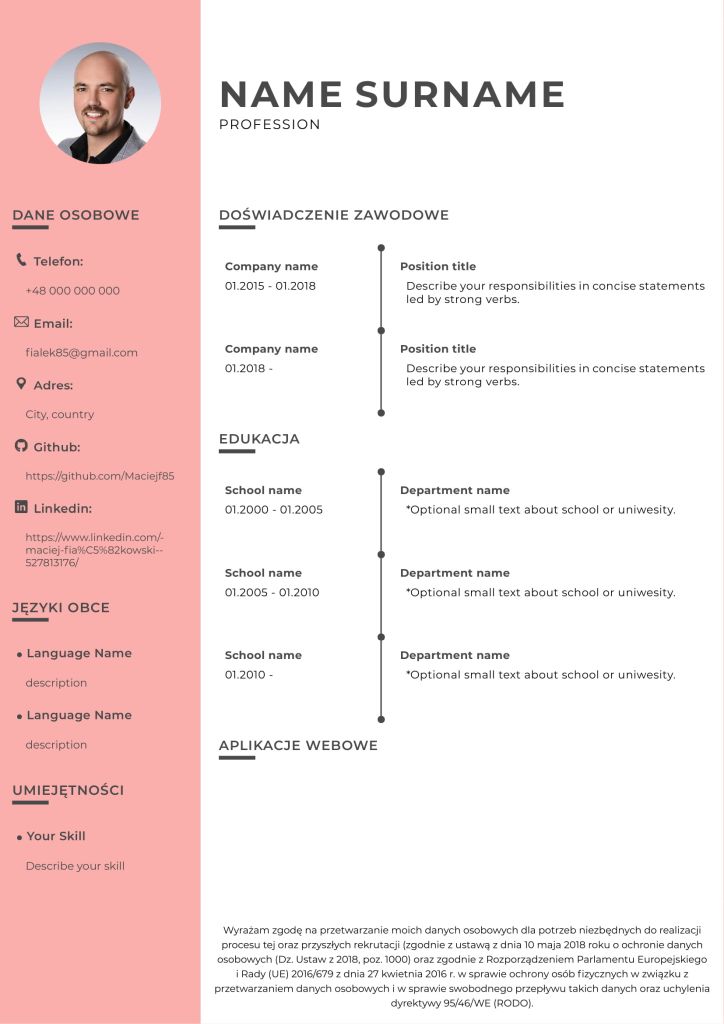 NAME SURNAME
PROFESSION
DANE OSOBOWE
Telefon:
+48 000 000 000
Email:
fialek85@gmail.com
Adres:
City, country
Github:
https://github.com/Maciejf85
Linkedin:
https://www.linkedin.com/-
maciej-fia%C5%82kowski--
527813176/
JĘZYKI OBCE
Language Name
description
Language Name
description
UMIEJĘTNOŚCI
Your Skill
Describe your skill
DOŚWIADCZENIE ZAWODOWE
Company name
01.2015 - 01.2018
Position title
Describe your responsibilities in concise statements
led by strong verbs.
Company name
01.2018 -
Position title
Describe your responsibilities in concise statements
led by strong verbs.
EDUKACJA
School name
01.2000 - 01.2005
Department name
*Optional small text about school or uniwesity.
School name
01.2005 - 01.2010
Department name
*Optional small text about school or uniwesity.
School name
01.2010 -
Department name
*Optional small text about school or uniwesity.
APLIKACJE WEBOWE
Wyrażam zgodę na przetwarzanie moich danych osobowych dla potrzeb niezbędnych do realizacji
procesu tej oraz przyszłych rekrutacji (zgodnie z ustawą z dnia 10 maja 2018 roku o ochronie danych
osobowych (Dz. Ustaw z 2018, poz. 1000) oraz zgodnie z Rozporządzeniem Parlamentu Europejskiego
i Rady (UE) 2016/679 z dnia 27 kwietnia 2016 r. w sprawie ochrony osób fizycznych w związku z
przetwarzaniem danych osobowych i w sprawie swobodnego przepływu takich danych oraz uchylenia
dyrektywy 95/46/WE (RODO).